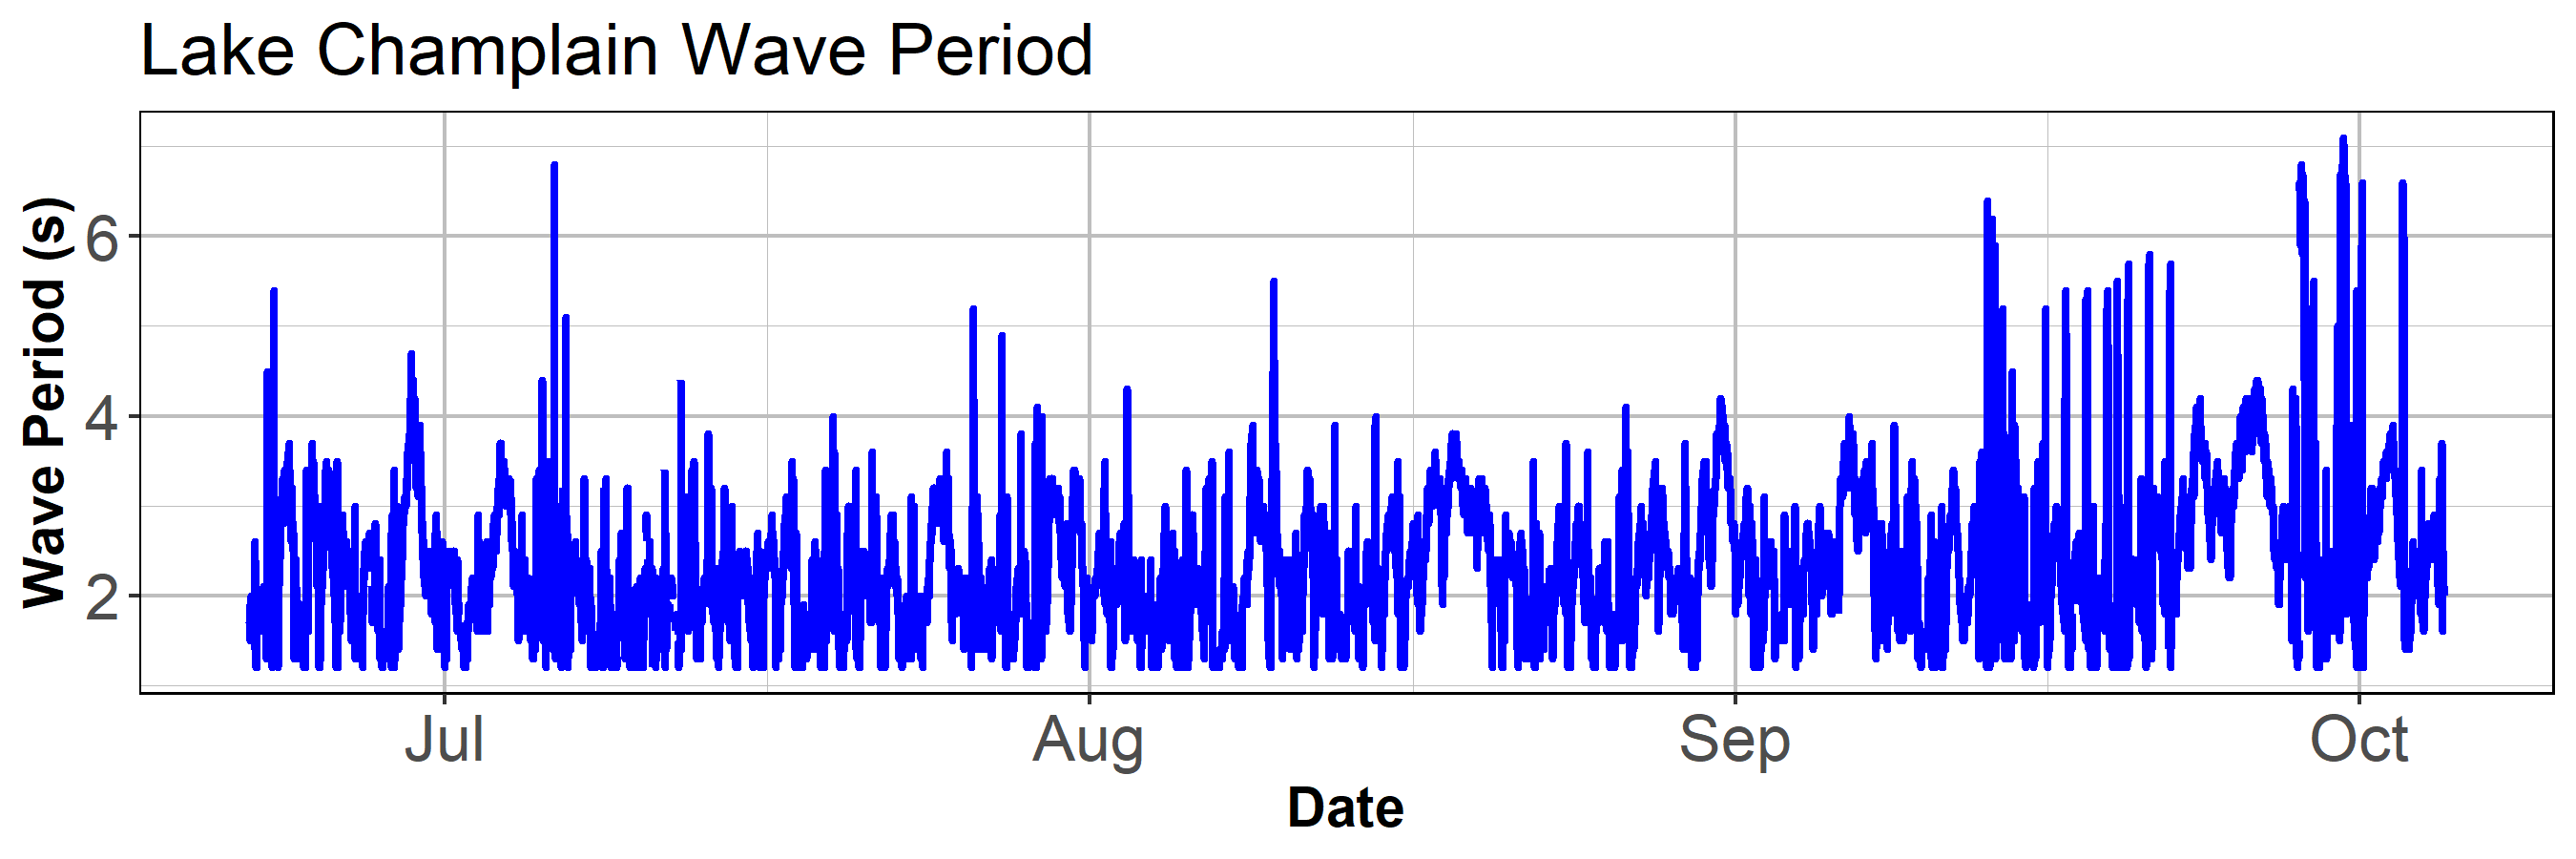 Lake Champlain Wave Period
Wave Period (s)
6
4
2
Jul Aug Sep Oct
Date